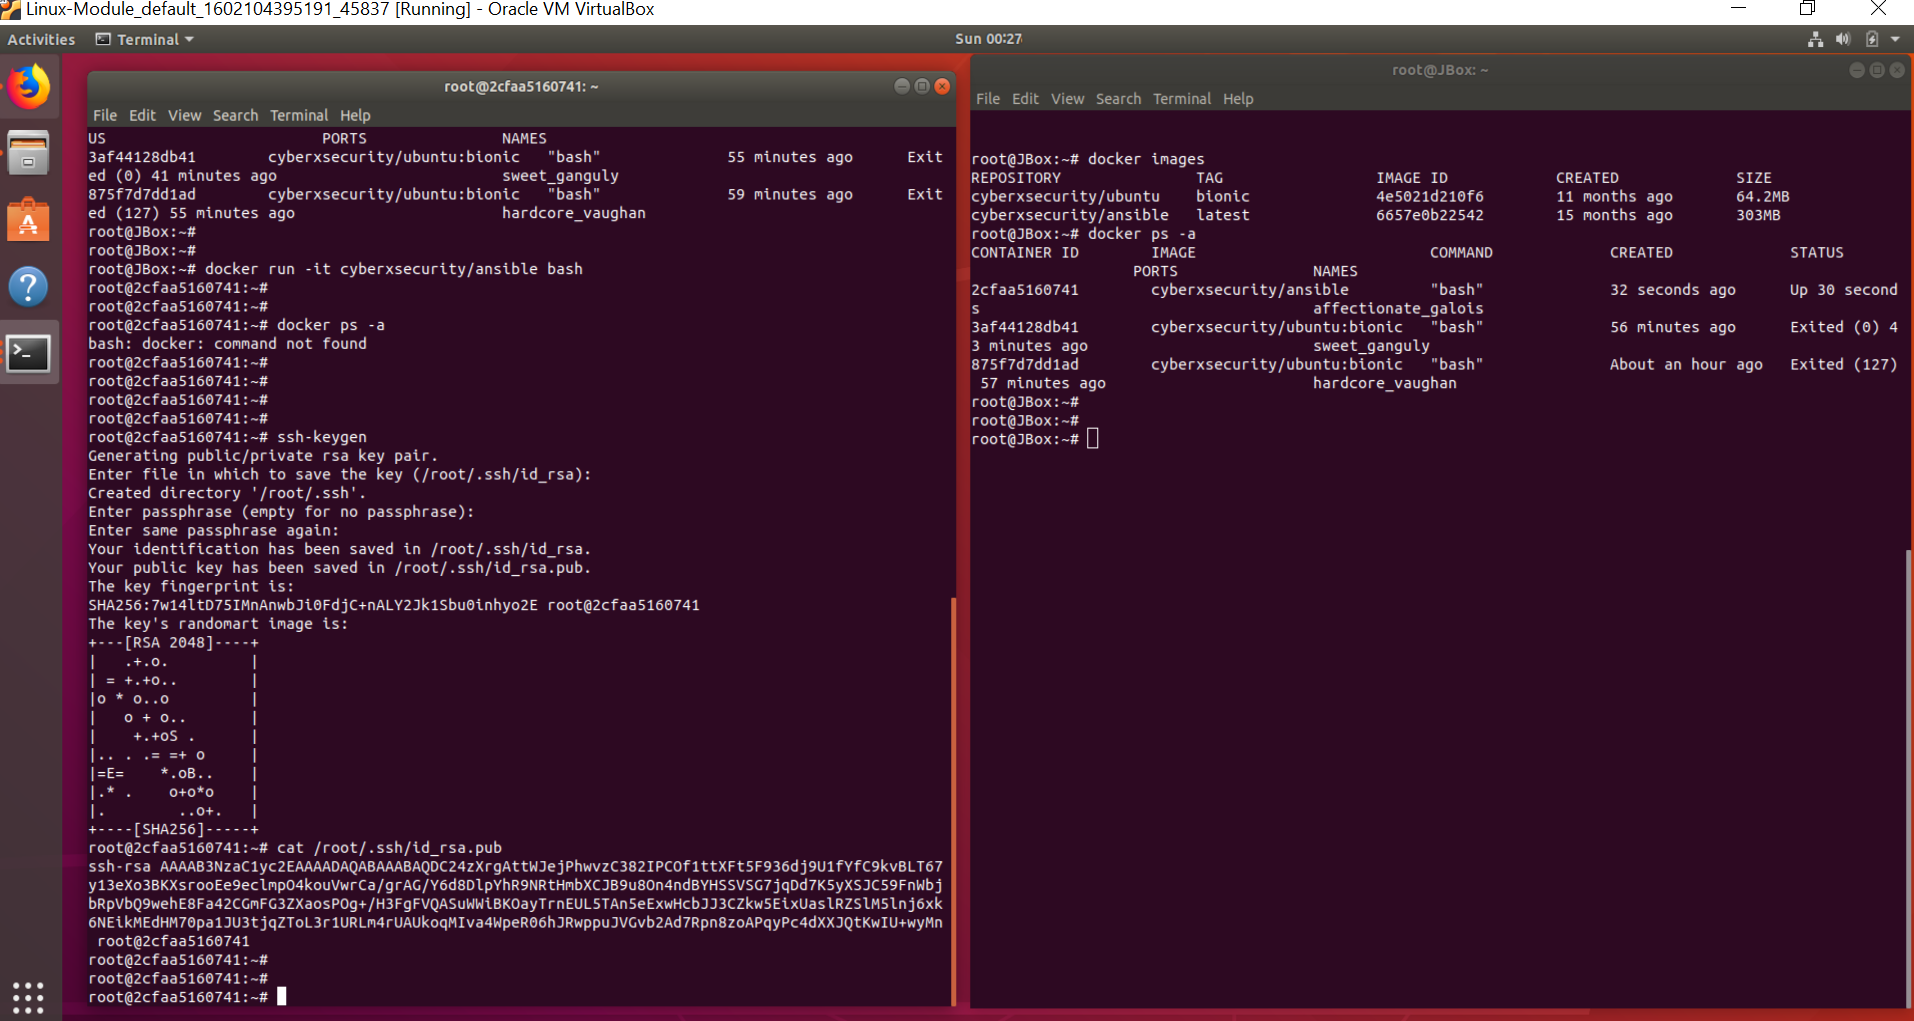 Linux-Module_default_1602104395191_45837 [Running] - Oracle VM VirtualBox
Activities Terminal Sun 00:27
root@2cfaa5160741: ~
File Edit View Search Terminal Help
US PORTS NAMES
3af44128db41 cyberxsecurity/ubuntu:bionic "bash" 55 minutes ago Exit
ed (0) 41 minutes ago sweet_ganguly
875f7d7dd1ad cyberxsecurity/ubuntu:bionic "bash" 59 minutes ago Exit
ed (127) 55 minutes ago hardcore_vaughan
root@JBox:~#
root@JBox:~#
root@JBox:~# docker run -it cyberxsecurity/ansible bash
root@2cfaa5160741:~#
root@2cfaa5160741:~#
root@2cfaa5160741:~# docker ps -a
bash: docker: command not found
root@2cfaa5160741:~#
root@2cfaa5160741:~#
root@2cfaa5160741:~#
root@2cfaa5160741:~#
root@2cfaa5160741:~# ssh-keygen
Generating public/private rsa key pair.
Enter file in which to save the key (/root/.ssh/id_rsa):
Created directory '/root/.ssh'.
Enter passphrase (empty for no passphrase):
Enter same passphrase again:
Your identification has been saved in /root/.ssh/id_rsa.
Your public key has been saved in /root/.ssh/id_rsa.pub.
The key fingerprint is:
SHA256:7w14ltD75IMnAnwbJi0FdjC+nALY2Jk1Sbu0inhyo2E root@2cfaa5160741
The key's randomart image is:
+---[RSA 2048]----+
|   .+.o.         |
| = +.+o..        |
|o * o..o         |
|   o + o..       |
|    +.+oS .      |
|.. . .= =+ o     |
|=E=    *.oB..    |
|.* .    o+o*o    |
|.        ..o+.   |
+----[SHA256]-----+
root@2cfaa5160741:~# cat /root/.ssh/id_rsa.pub
ssh-rsa AAAAB3NzaC1yc2EAAAADAQABAAABAQDC24zXrgAttWJejPhwvzC382IPCOf1ttXFt5F936dj9U1fYfC9kvBLT67
y13eXo3BKXsrooEe9eclmpO4kouVwrCa/grAG/Y6d8DlpYhR9NRtHmbXCJB9u8On4ndBYHSSVSG7jqDd7K5yXSJC59FnWbj
bRpVbQ9wehE8Fa42CGmFG3ZXaosPOg+/H3FgFVQASuWWiBKOayTrnEUL5TAn5eExwHcbJJ3CZkw5EixUaslRZSlM5lnj6xk
6NEikMEdHM70pa1JU3tjqZToL3r1URLm4rUAUkoqMIva4WpeR06hJRwppuJVGvb2Ad7Rpn8zoAPqyPc4dXXJQtKwIU+wyMn
root@2cfaa5160741
root@2cfaa5160741:~#
root@2cfaa5160741:~#
root@2cfaa5160741:~#
root@JBox: ~
File Edit View Search Terminal Help
root@JBox:~# docker images
REPOSITORY TAG IMAGE ID CREATED SIZE
cyberxsecurity/ubuntu bionic 4e5021d210f6 11 months ago 64.2MB
cyberxsecurity/ansible latest 6657e0b22542 15 months ago 303MB
root@JBox:~# docker ps -a
CONTAINER ID IMAGE COMMAND CREATED STATUS
PORTS NAMES
2cfaa5160741 cyberxsecurity/ansible "bash" 32 seconds ago Up 30 second
s affectionate_galois
3af44128db41 cyberxsecurity/ubuntu:bionic "bash" 56 minutes ago Exited (0) 4
3 minutes ago sweet_ganguly
875f7d7dd1ad cyberxsecurity/ubuntu:bionic "bash" About an hour ago Exited (127)
57 minutes ago hardcore_vaughan
root@JBox:~#
root@JBox:~#
root@JBox:~#